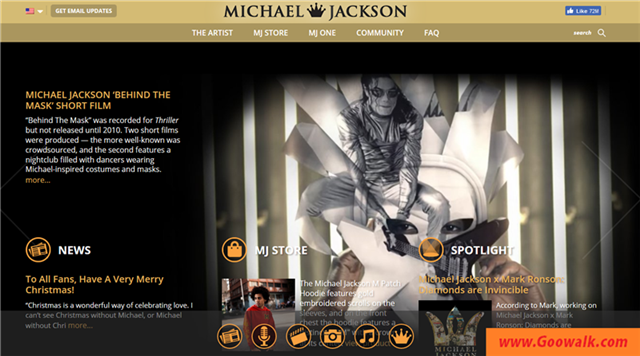 GET EMAIL UPDATES
MICHAEL JACKSON
Like 72M
THE ARTIST
MJ STORE
MJ ONE
COMMUNITY
FAQ
search
MICHAEL JACKSON ‘BEHIND THE
MASK’ SHORT FILM
“Behind The Mask” was recorded for Thriller
but not released until 2010. Two short films
were produced — the more well-known was
crowdsourced, and the second features a
nightclub filled with dancers wearing
Michael-inspired costumes and masks.
more...
NEWS
To All Fans, Have A Very Merry
Christmas!
“Christmas is a wonderful way of celebrating love. I
can’t see Christmas without Michael, or Michael
without Chri more...
MJ STORE
The Michael Jackson M Patch
Hoodie features gold
embroidered scrolls on the
sleeves, and on the front
chest the hoodie features a
SPOTLIGHT
Michael Jackson x Mark Ronson:
Diamonds are Invincible
According to Mark, working on
Michael Jackson x Mark
Ronson: Diamonds are
MICHAEL
JACKSON
www.Goowalk.com